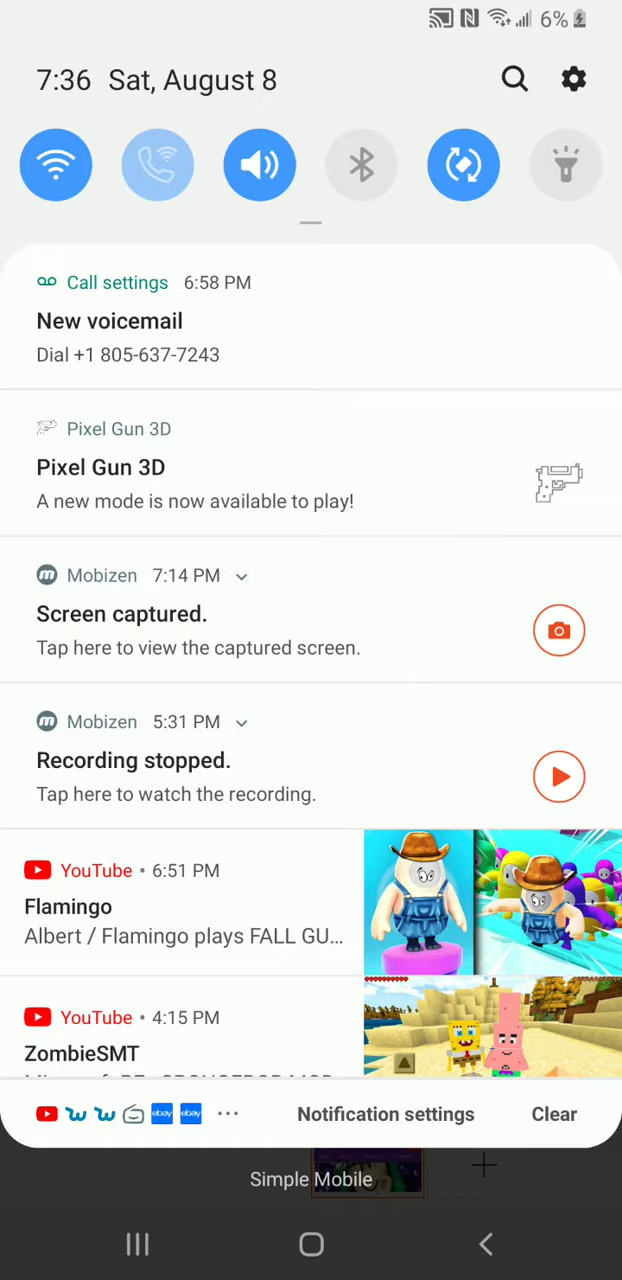 6%
7:36 Sat, August 8
Call settings 6:58 PM
New voicemail
Dial +1 805-637-7243
Pixel Gun 3D
Pixel Gun 3D
A new mode is now available to play!
Mobizen 7:14 PM
Screen captured.
Tap here to view the captured screen.
Mobizen 5:31 PM
Recording stopped.
Tap here to watch the recording.
YouTube • 6:51 PM
Flamingo
Albert / Flamingo plays FALL GU...
YouTube • 4:15 PM
ZombieSMT
ebay ebay ••• Notification settings Clear
Simple Mobile